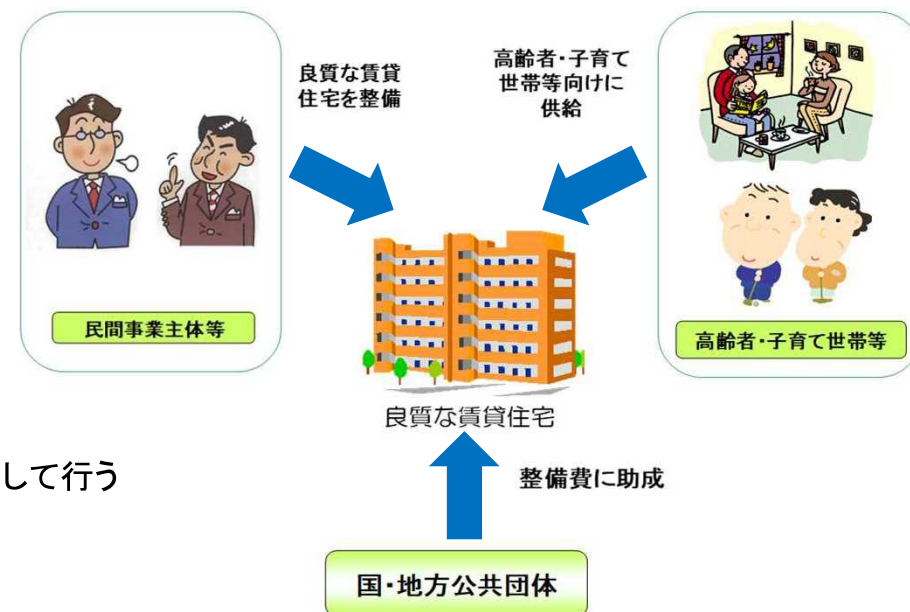 良質な賃貸
住宅を整備
高齢者・子育て
世帯等向けに
供給
民間事業主体等
高齢者・子育て世帯等
良質な賃貸住宅
して行う
整備費に助成
国・地方公共団体